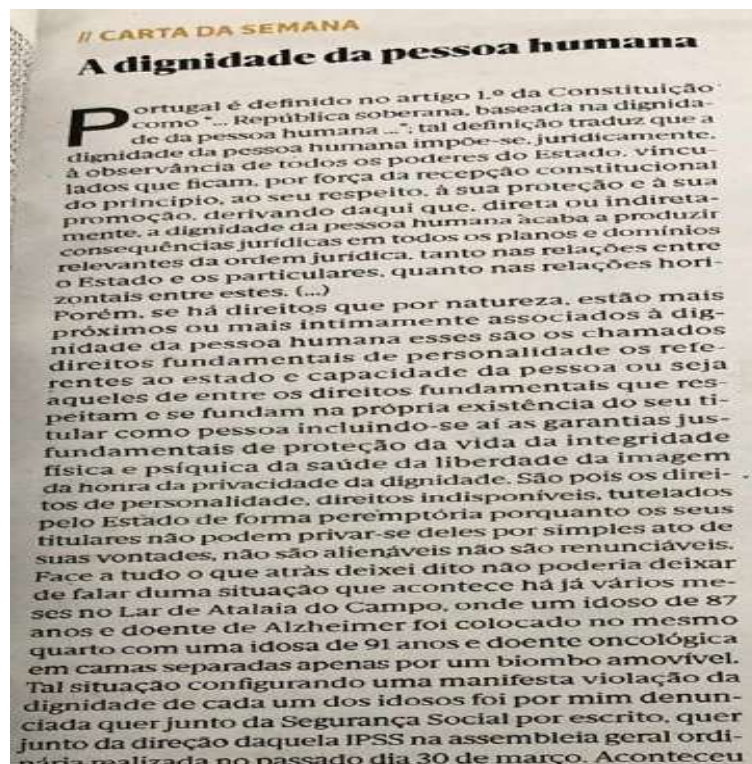 // CARTA DA SEMANA
A dignidade da pessoa humana
Portugal é definido no artigo 1.º da Constituição
como "... República soberana, baseada na dignida-
de da pessoa humana ..."; tal definição traduz que a
dignidade da pessoa humana impõe-se, juridicamente,
à observância de todos os poderes do Estado, vincu-
lados que ficam, por força da recepção constitucional
do princípio, ao seu respeito, à sua proteção e à sua
promoção, derivando daqui que, direta ou indireta-
mente, a dignidade da pessoa humana acaba a produzir
consequências jurídicas em todos os planos e domínios
relevantes da ordem jurídica, tanto nas relações entre
o Estado e os particulares, quanto nas relações hori-
zontais entre estes. (...)
Porém, se há direitos que por natureza, estão mais
próximos ou mais intimamente associados à dig-
nidade da pessoa humana esses são os chamados
direitos fundamentais de personalidade os refe-
rentes ao estado e capacidade da pessoa ou seja
aqueles de entre os direitos fundamentais que res-
peitam e se fundam na própria existência do seu ti-
tular como pessoa incluindo-se aí as garantias jus-
fundamentais de proteção da vida da integridade
física e psíquica da saúde da liberdade da imagem
da honra da privacidade da dignidade. São pois os direi-
tos de personalidade, direitos indisponíveis, tutelados
pelo Estado de forma peremptória porquanto os seus
titulares não podem privar-se deles por simples ato de
suas vontades, não são alienáveis não são renunciáveis.
Face a tudo o que atràs deixei dito não poderia deixar
de falar duma situação que acontece há já vários me-
ses no Lar de Atalaia do Campo, onde um idoso de 87
anos e doente de Alzheimer foi colocado no mesmo
quarto com uma idosa de 91 anos e doente oncológica
em camas separadas apenas por um biombo amovível.
Tal situação configurando uma manifesta violação da
dignidade de cada um dos idosos foi por mim denun-
ciada quer junto da Segurança Social por escrito, quer
junto da direção daquela IPSS na assembleia geral ordi-
nária realizada no passado dia 30 de março. Aconteceu